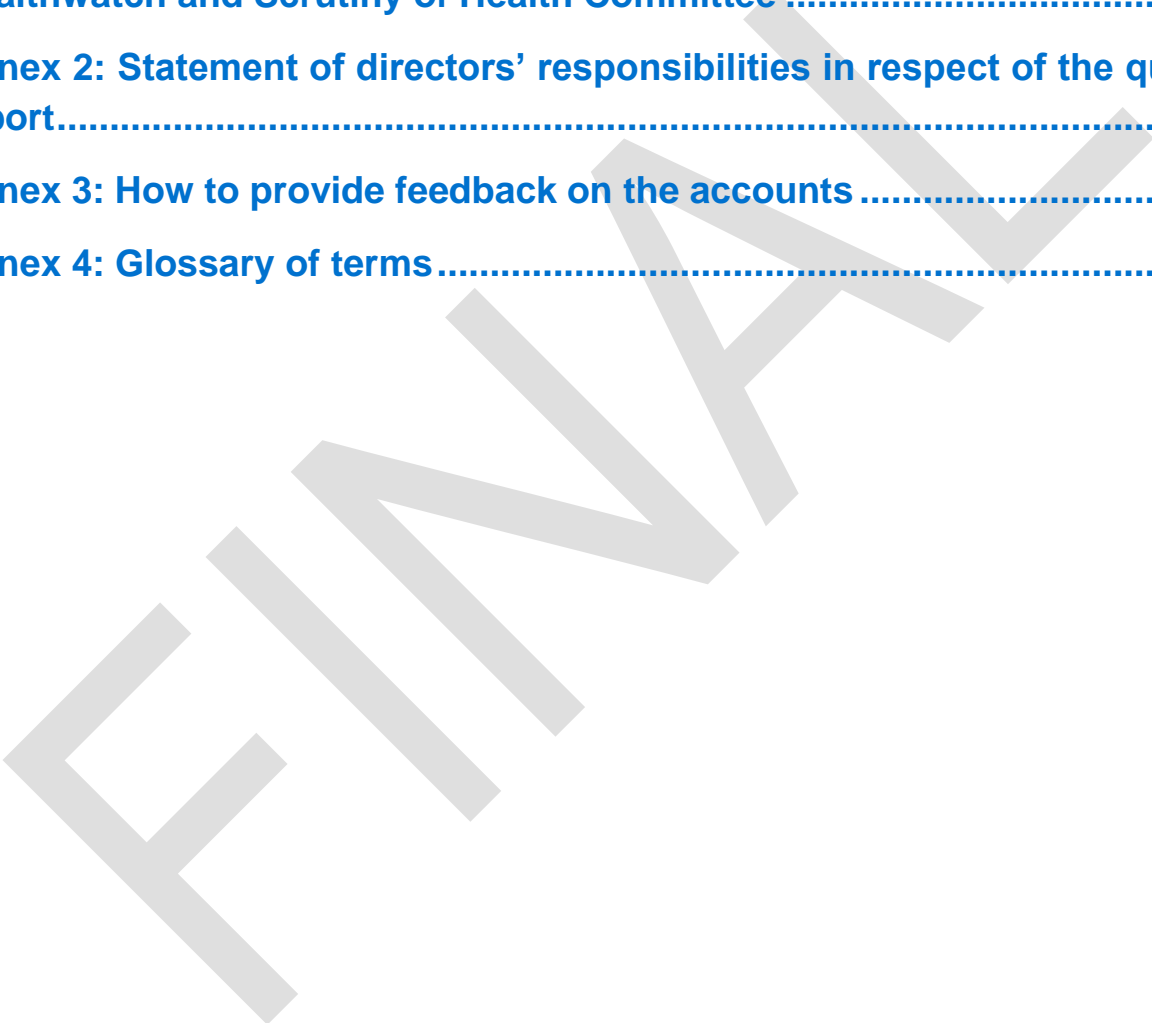 althwatch and Scrutiny of Health Committee ................................
nex 2: Statement of directors’ responsibilities in respect of the qu
port.........................................................................................................
nex 3: How to provide feedback on the accounts ............................
nex 4: Glossary of terms ....................................................................
FINAL